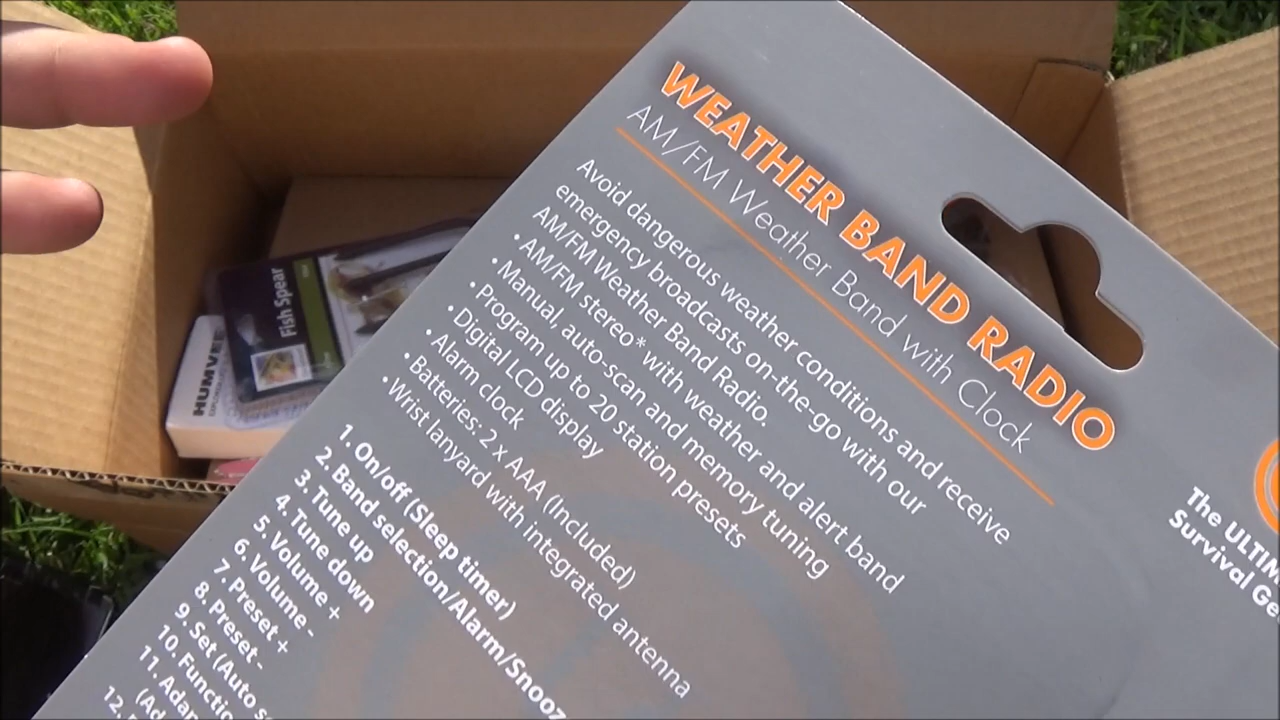 WEATHER BAND RADIO
AM/FM Weather Band with Clock
Avoid dangerous weather conditions and receive
emergency broadcasts on-the-go with our
AM/FM Weather Band Radio.
• AM/FM stereo* with weather and alert band
• Manual, auto-scan and memory tuning
• Program up to 20 station presets
• Digital LCD display
• Alarm clock
• Batteries: 2 x AAA (Included)
• Wrist lanyard with integrated antenna
1. On/off (Sleep timer)
2. Band selection/Alarm/Snooz
3. Tune up
4. Tune down
5. Volume +
6. Volume -
7. Preset +
8. Preset-
9. Set (Auto
10. Functio
11. Adap
(Ad
12.
The ULTIM
Survival Ge
Fish Spear
HUMVEE